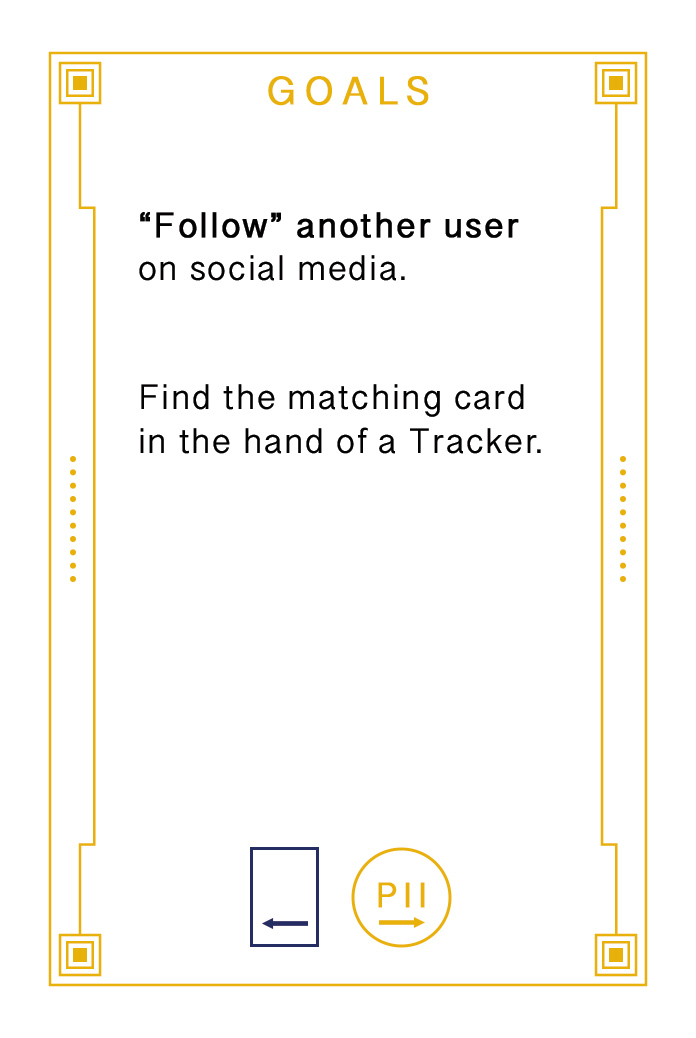 GOALS
“Follow” another user
on social media.
Find the matching card
in the hand of a Tracker.
PII